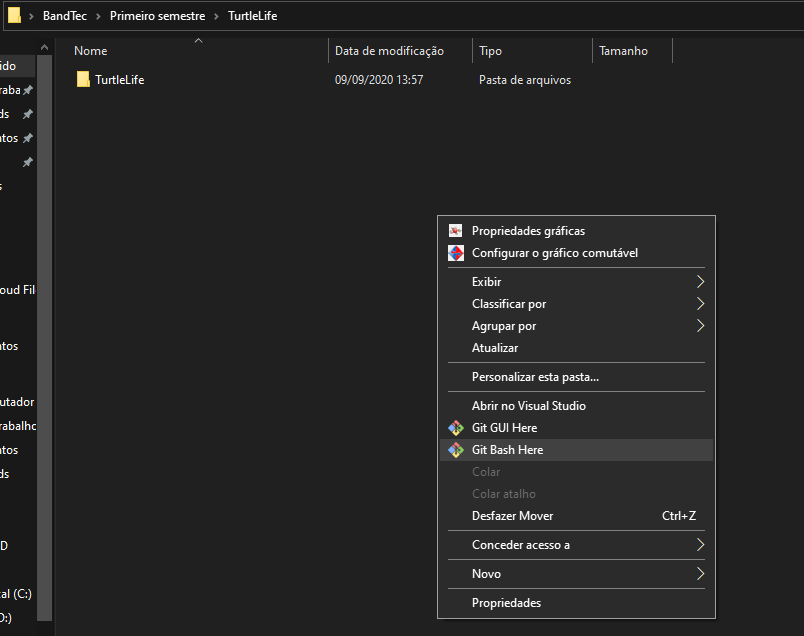 BandTec > Primeiro semestre > TurtleLife
Nome Data de modificação Tipo Tamanho
TurtleLife 09/09/2020 13:57 Pasta de arquivos
ido
raba
ds
ntos
s
oud Fil
ntos
utador
rabalho
ntos
ds
D
al (C:)
D:)
Propriedades gráficas
Configurar o gráfico comutável
Exibir
Classificar por
Agrupar por
Atualizar
Personalizar esta pasta...
Abrir no Visual Studio
Git GUI Here
Git Bash Here
Colar
Colar atalho
Desfazer Mover Ctrl+Z
Conceder acesso a
Novo
Propriedades